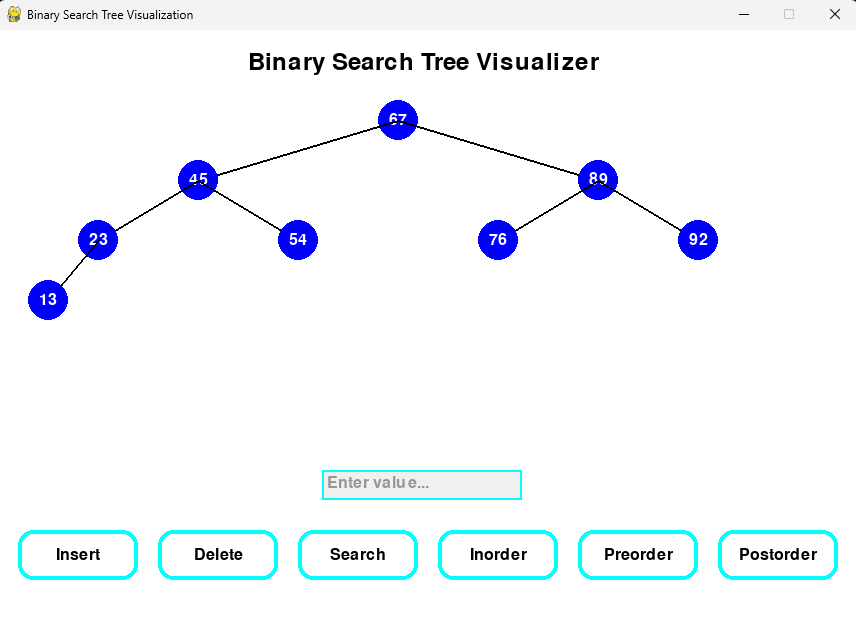 Binary Search Tree Visualization
Binary Search Tree Visualizer
67
45
89
23
54
76
92
13
Enter value...
Insert
Delete
Search
Inorder
Preorder
Postorder